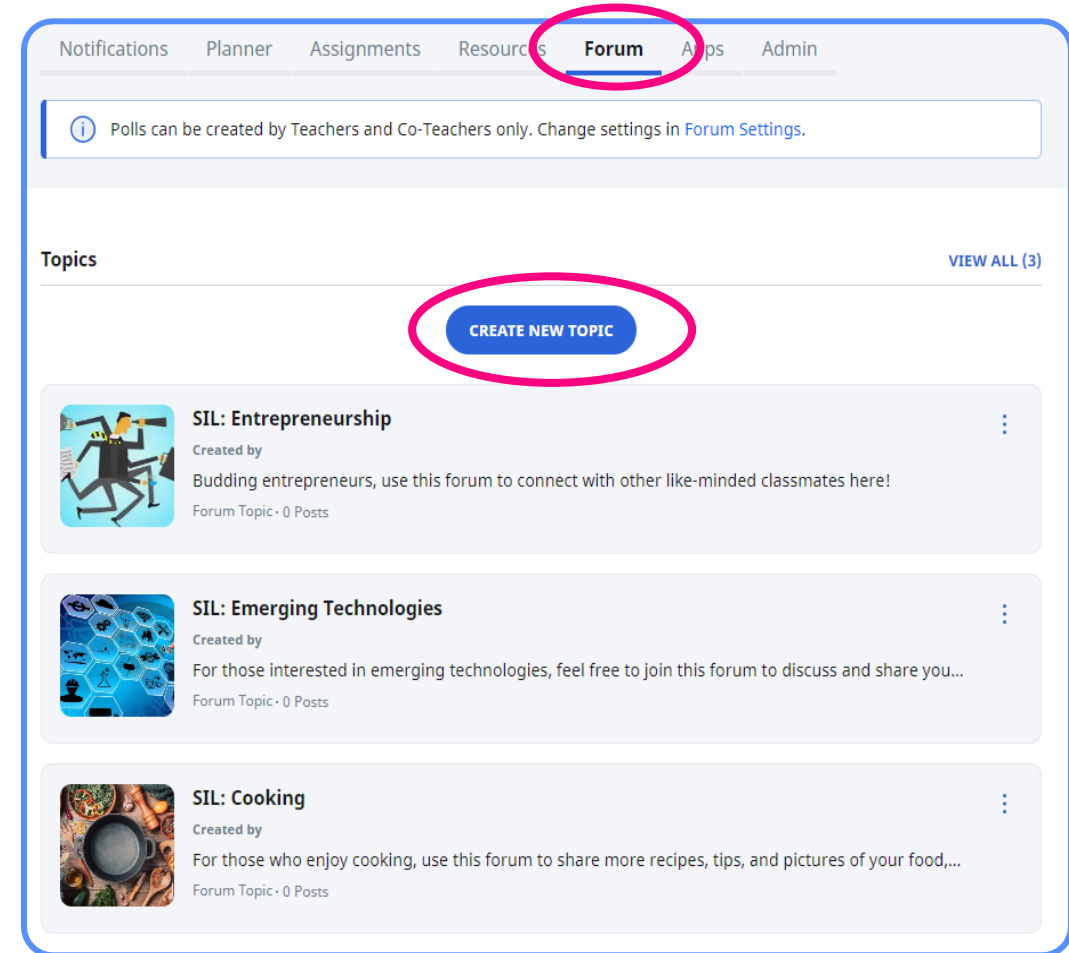 Notifications Planner Assignments Resources Forum Apps Admin
Polls can be created by Teachers and Co-Teachers only. Change settings in Forum Settings.
Topics VIEW ALL (3)
CREATE NEW TOPIC
SIL: Entrepreneurship
Created by
Budding entrepreneurs, use this forum to connect with other like-minded classmates here!
Forum Topic · 0 Posts
SIL: Emerging Technologies
Created by
For those interested in emerging technologies, feel free to join this forum to discuss and share you...
Forum Topic · 0 Posts
SIL: Cooking
Created by
For those who enjoy cooking, use this forum to share more recipes, tips, and pictures of your food,...
Forum Topic · 0 Posts